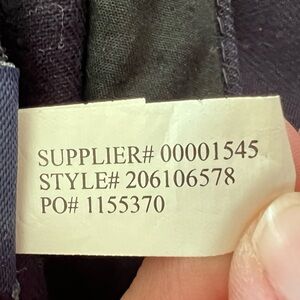 SUPPLIER# 00001545
STYLE# 206106578
PO# 1155370